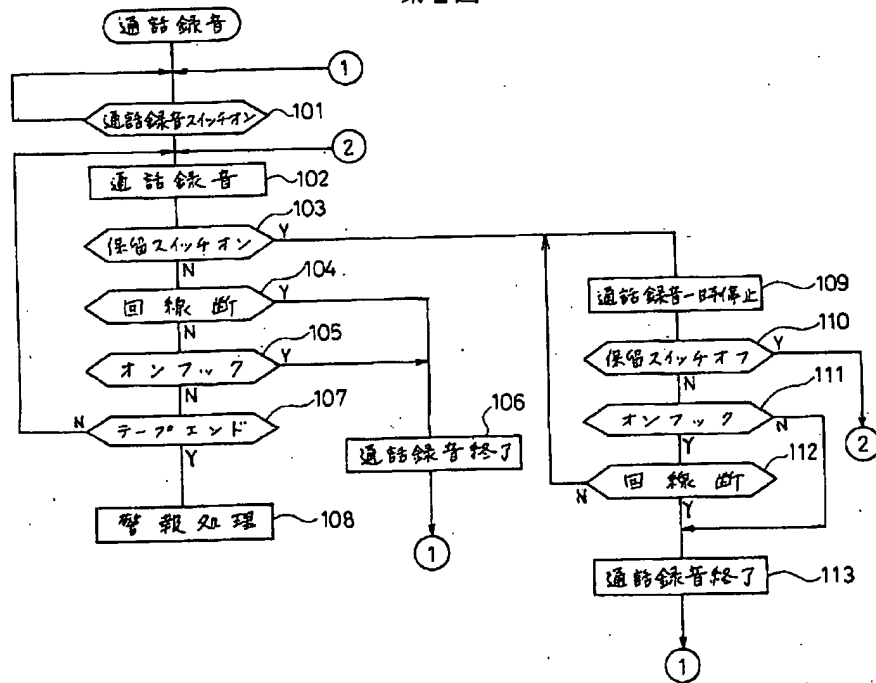 通話録音
①
通話録音スイッチオン 101
②
通話録音 102
保留スイッチオン 103
Y
N
回線断 104
Y
N
オンフック 105
Y
N
テープエンド 107
N
Y
警報処理 108
通話録音終了 106
①
通話録音一時停止 109
保留スイッチオフ 110
Y
N
②
オンフック 111
N
Y
回線断 112
N
Y
通話録音終了 113
①